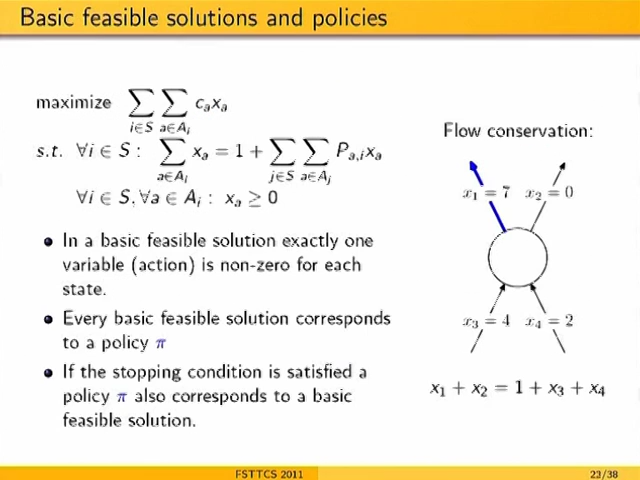 Basic feasible solutions and policies
maximize ∑_{i∈S} ∑_{a∈A_i} c_a x_a
s.t. ∀i ∈ S : ∑_{a∈A_i} x_a = 1 + ∑_{j∈S} ∑_{a∈A_j} P_{a,i} x_a
∀i ∈ S, ∀a ∈ A_i : x_a ≥ 0
In a basic feasible solution exactly one
variable (action) is non-zero for each
state.
Every basic feasible solution corresponds
to a policy π
If the stopping condition is satisfied a
policy π also corresponds to a basic
feasible solution.
Flow conservation:
x_1 = 7 x_2 = 0
x_3 = 4 x_4 = 2
x_1 + x_2 = 1 + x_3 + x_4
FSTTCS 2011
23/38